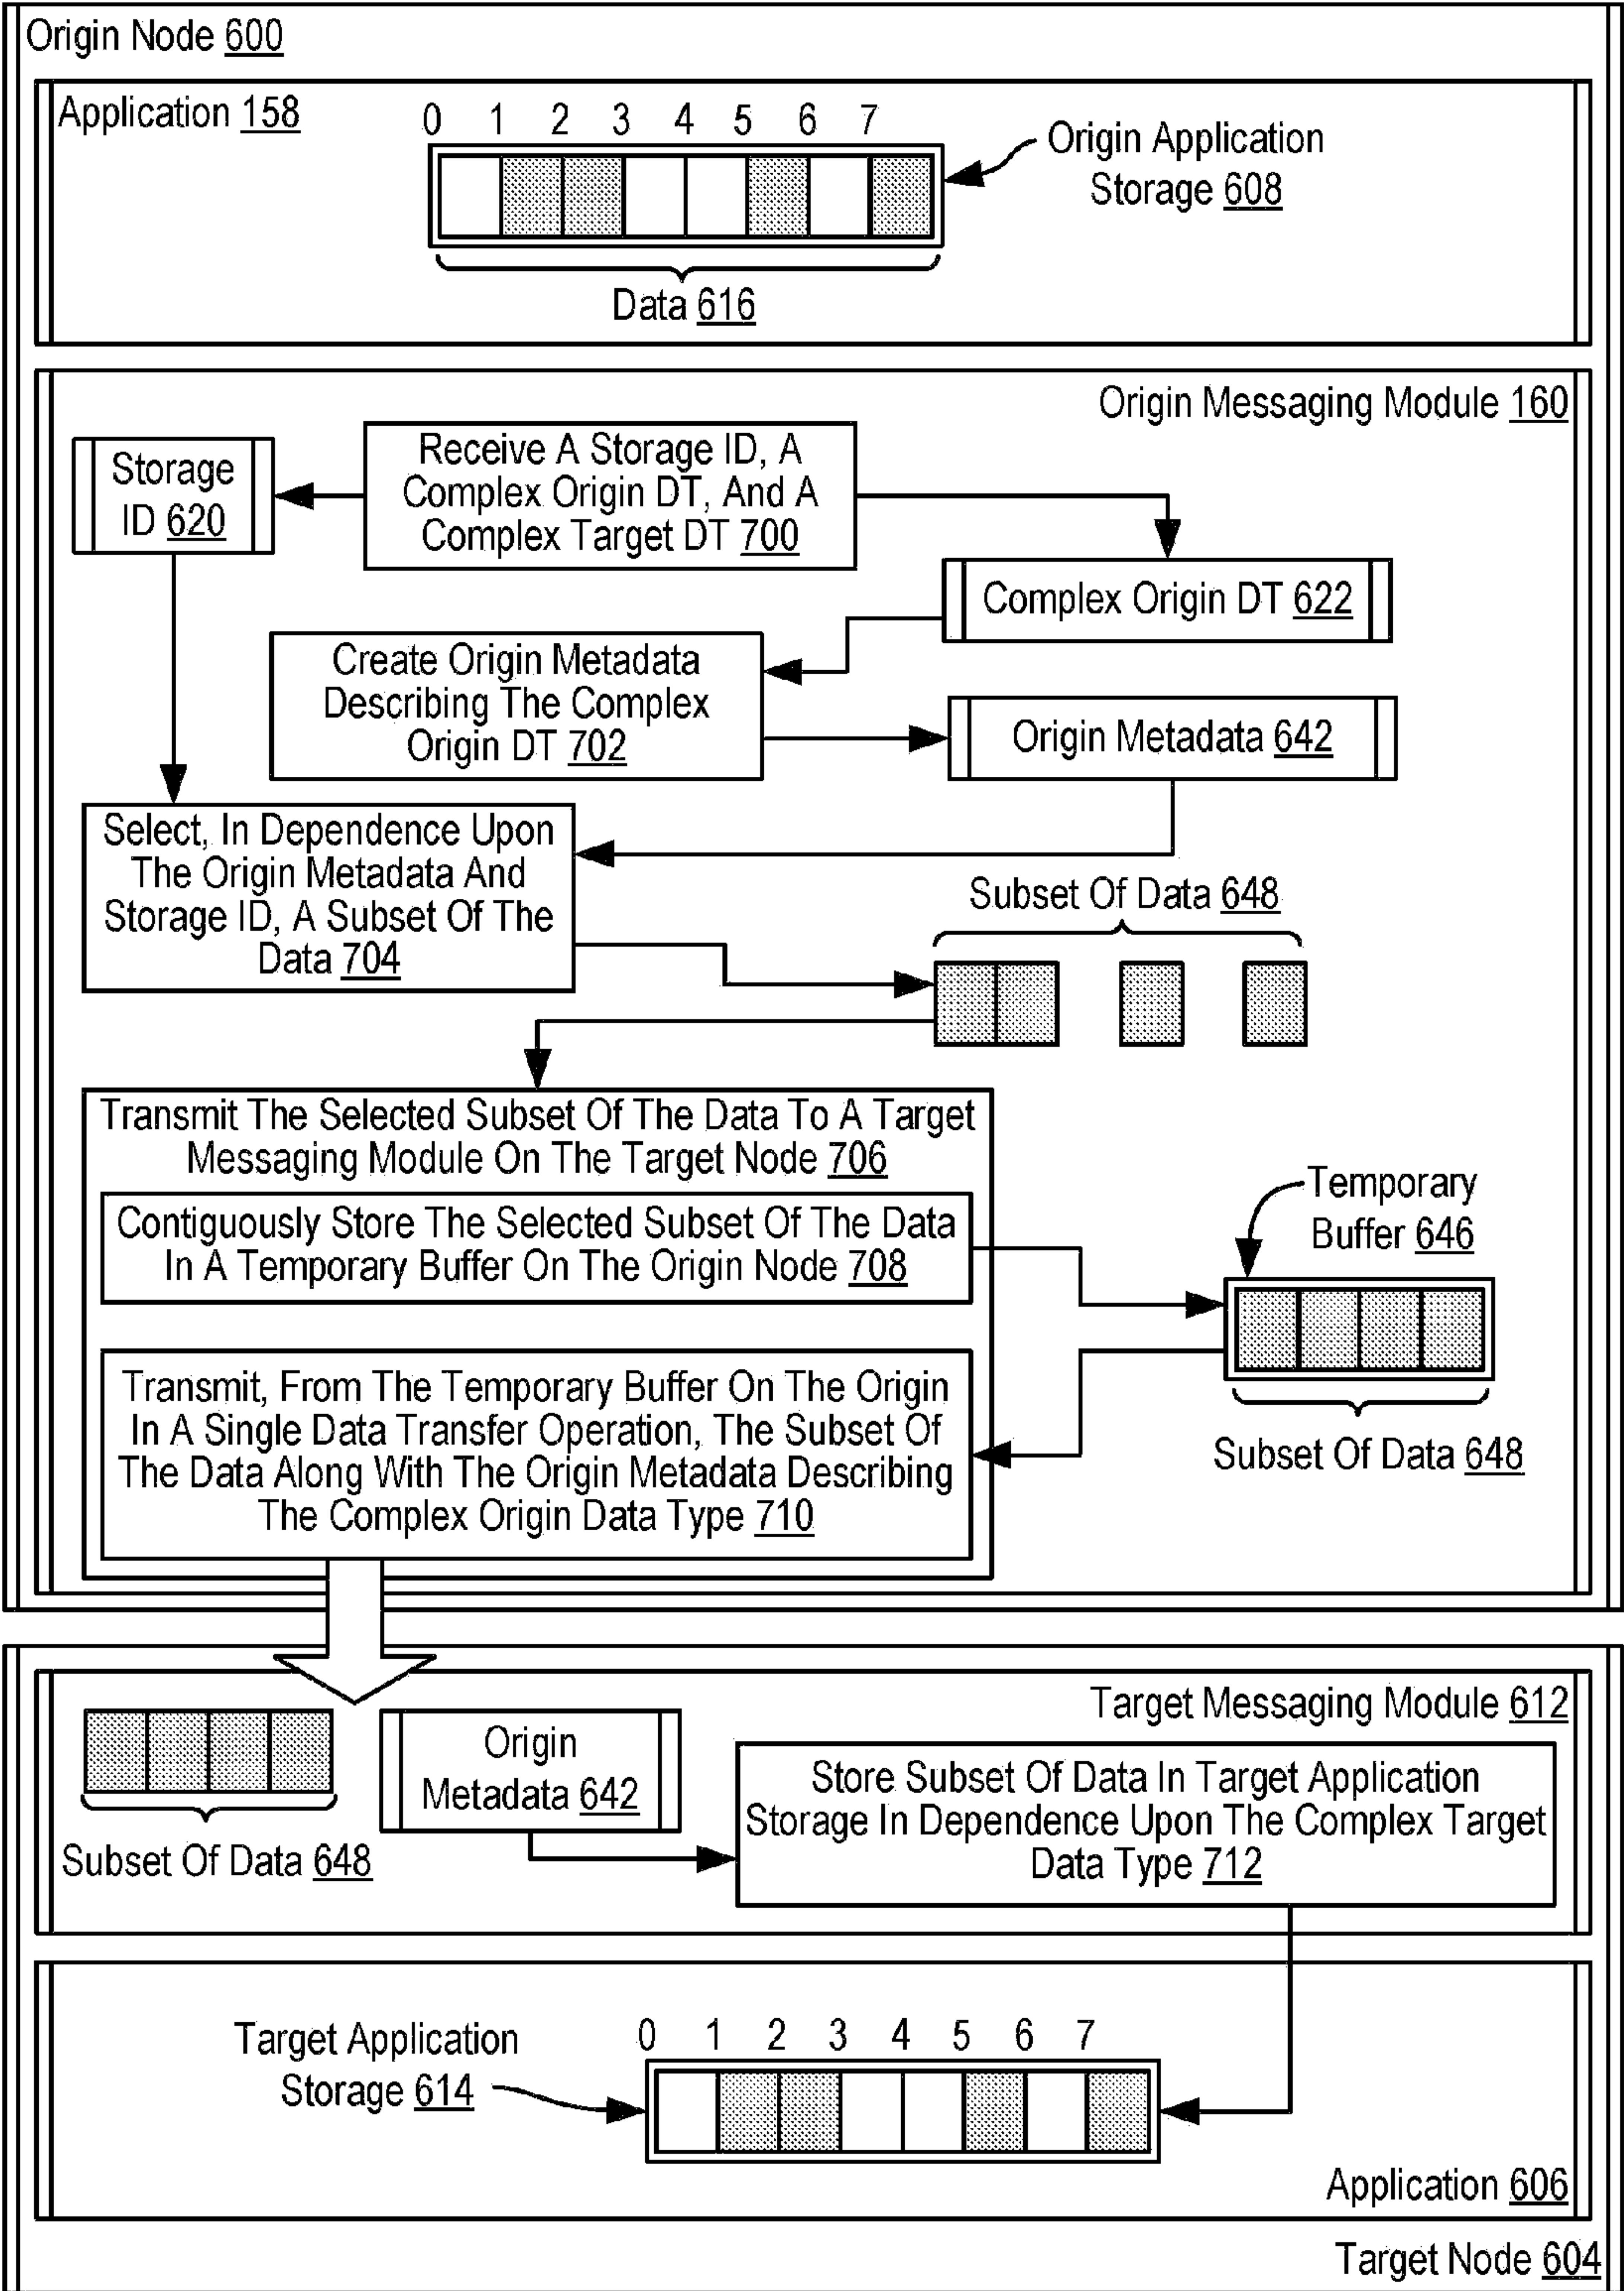 Origin Node 600
Application 158
0 1 2 3 4 5 6 7
Origin Application
Storage 608
Data 616
Origin Messaging Module 160
Storage
ID 620
Receive A Storage ID, A
Complex Origin DT, And A
Complex Target DT 700
Complex Origin DT 622
Create Origin Metadata
Describing The Complex
Origin DT 702
Origin Metadata 642
Select, In Dependence Upon
The Origin Metadata And
Storage ID, A Subset Of The
Data 704
Subset Of Data 648
Transmit The Selected Subset Of The Data To A Target
Messaging Module On The Target Node 706
Contiguously Store The Selected Subset Of The Data
In A Temporary Buffer On The Origin Node 708
Temporary
Buffer 646
Transmit, From The Temporary Buffer On The Origin
In A Single Data Transfer Operation, The Subset Of
The Data Along With The Origin Metadata Describing
The Complex Origin Data Type 710
Subset Of Data 648
Target Messaging Module 612
Origin
Metadata 642
Subset Of Data 648
Store Subset Of Data In Target Application
Storage In Dependence Upon The Complex Target
Data Type 712
Target Application
Storage 614
0 1 2 3 4 5 6 7
Application 606
Target Node 604